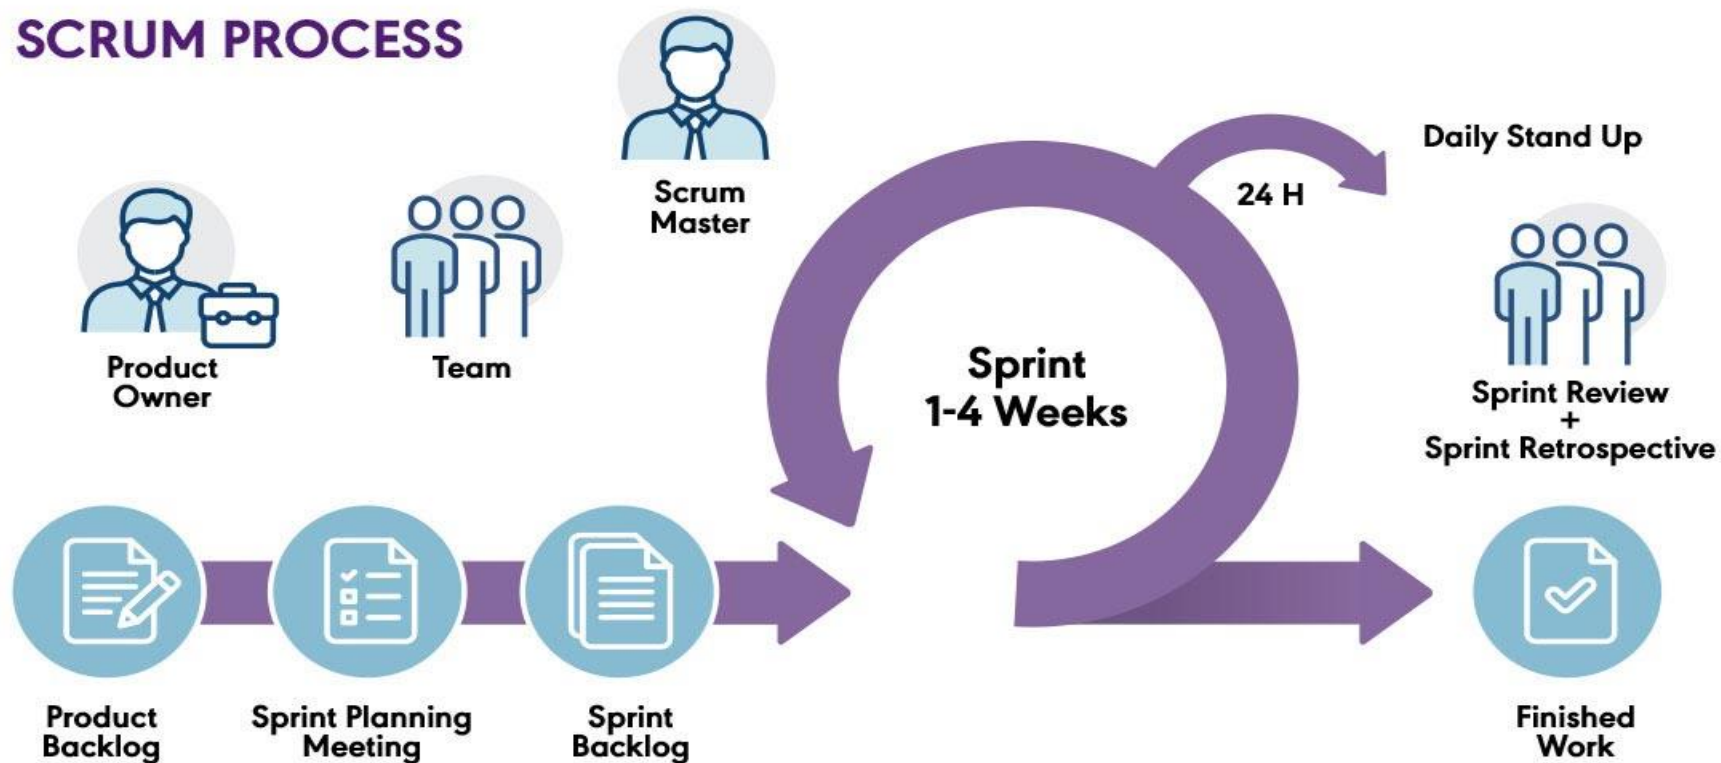 SCRUM PROCESS
Scrum
Master
Product
Owner
Team
Daily Stand Up
24 H
Sprint
1-4 Weeks
Sprint Review
+
Sprint Retrospective
Product
Backlog
Sprint Planning
Meeting
Sprint
Backlog
Finished
Work